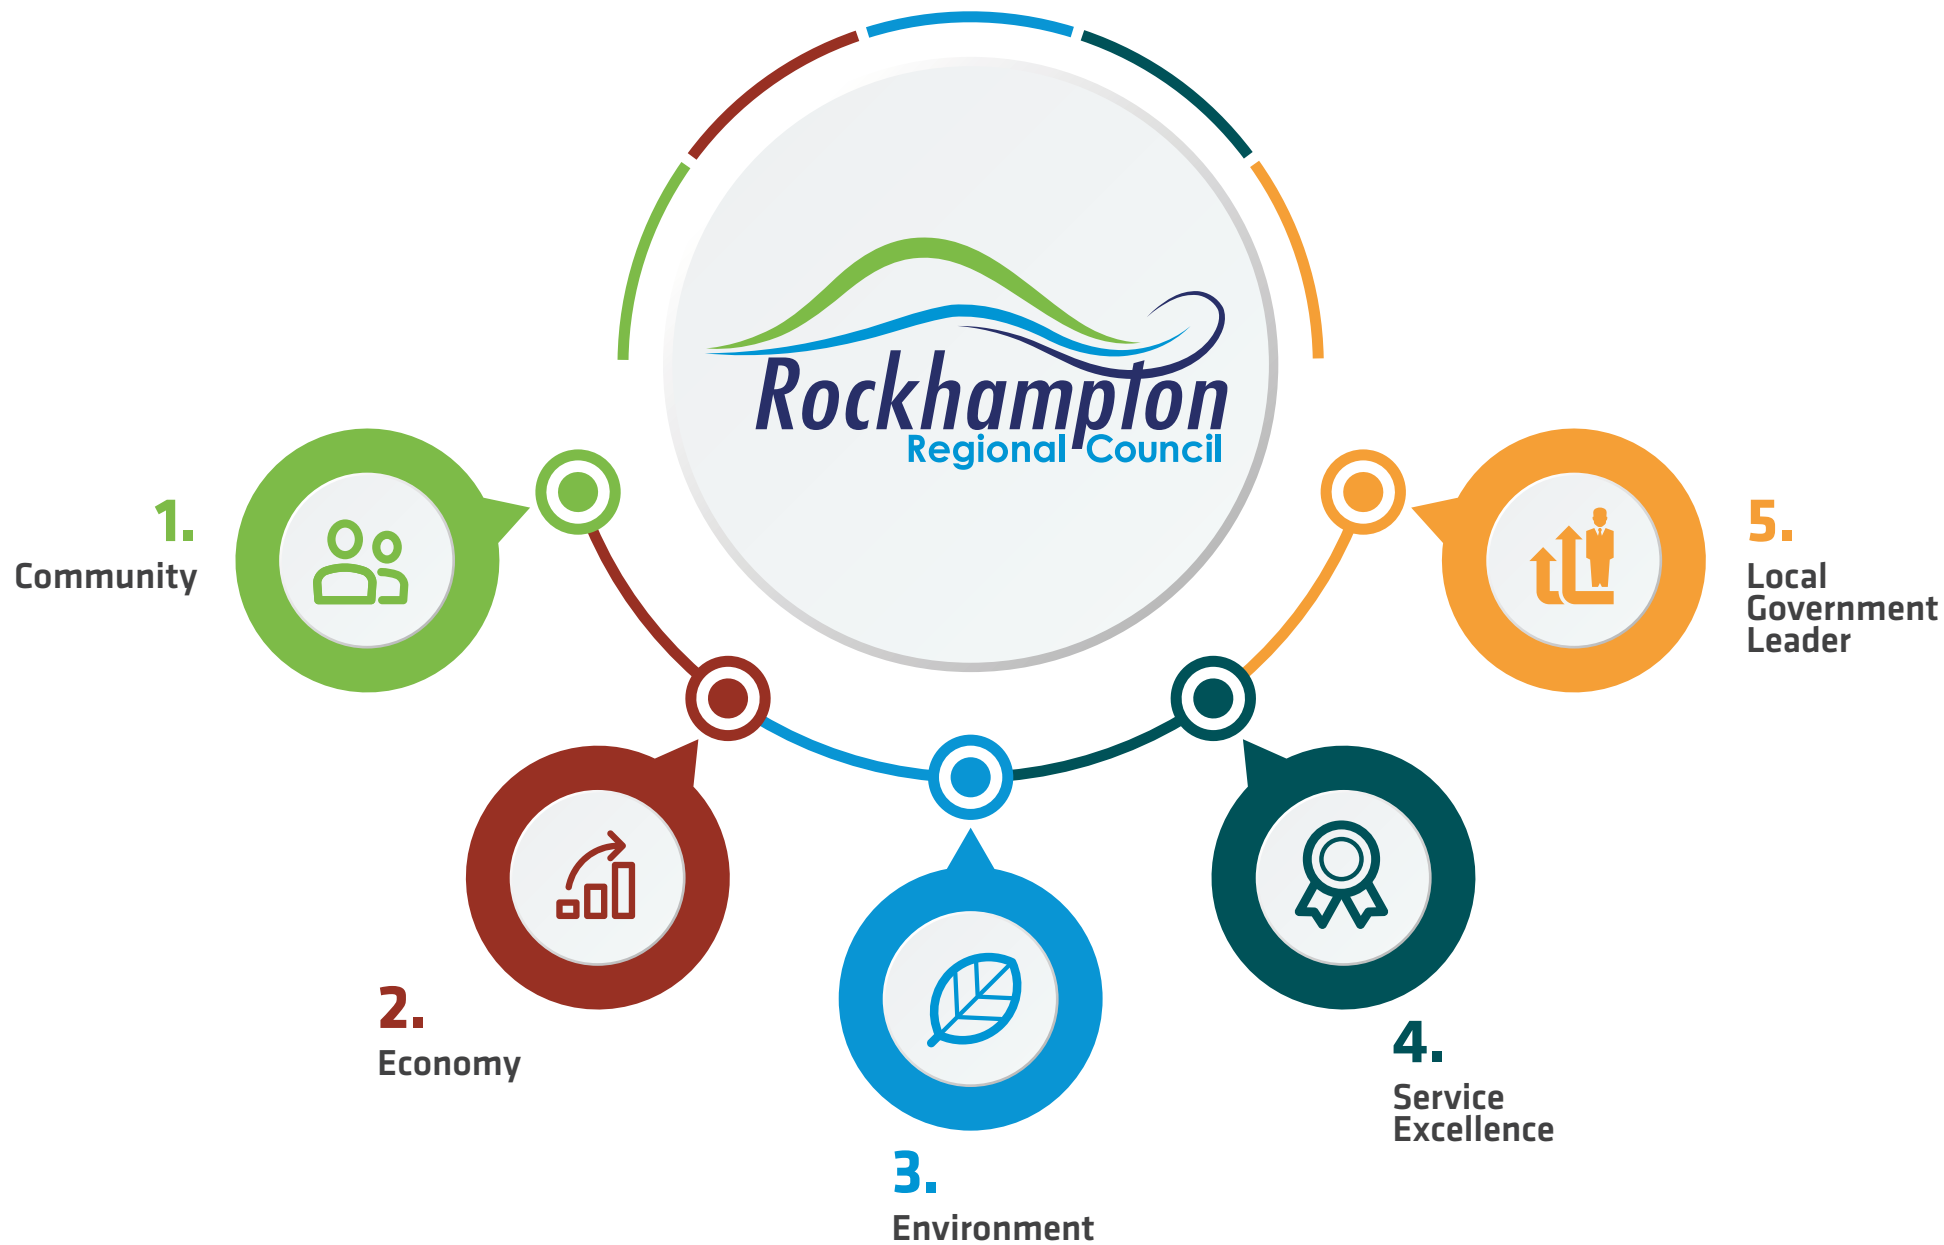 Rockhampton
Regional Council
1.
Community
2.
Economy
3.
Environment
4.
Service
Excellence
5.
Local
Government
Leader